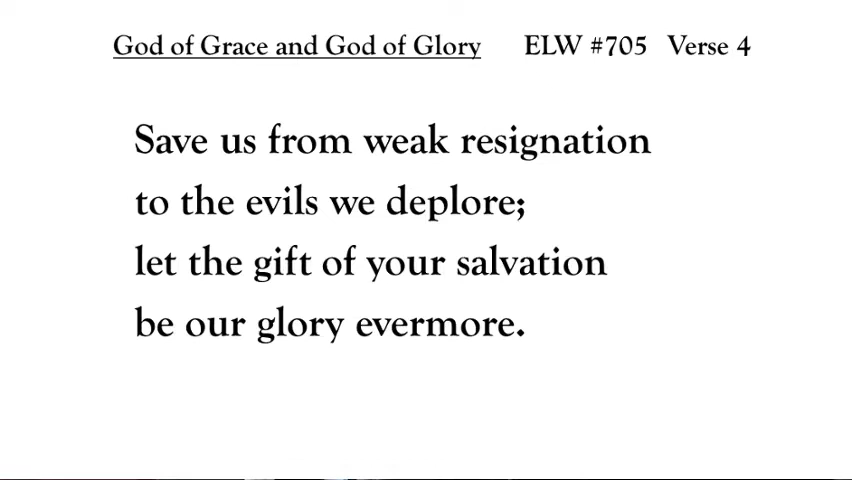 God of Grace and God of Glory ELW #705 Verse 4
Save us from weak resignation
to the evils we deplore;
let the gift of your salvation
be our glory evermore.